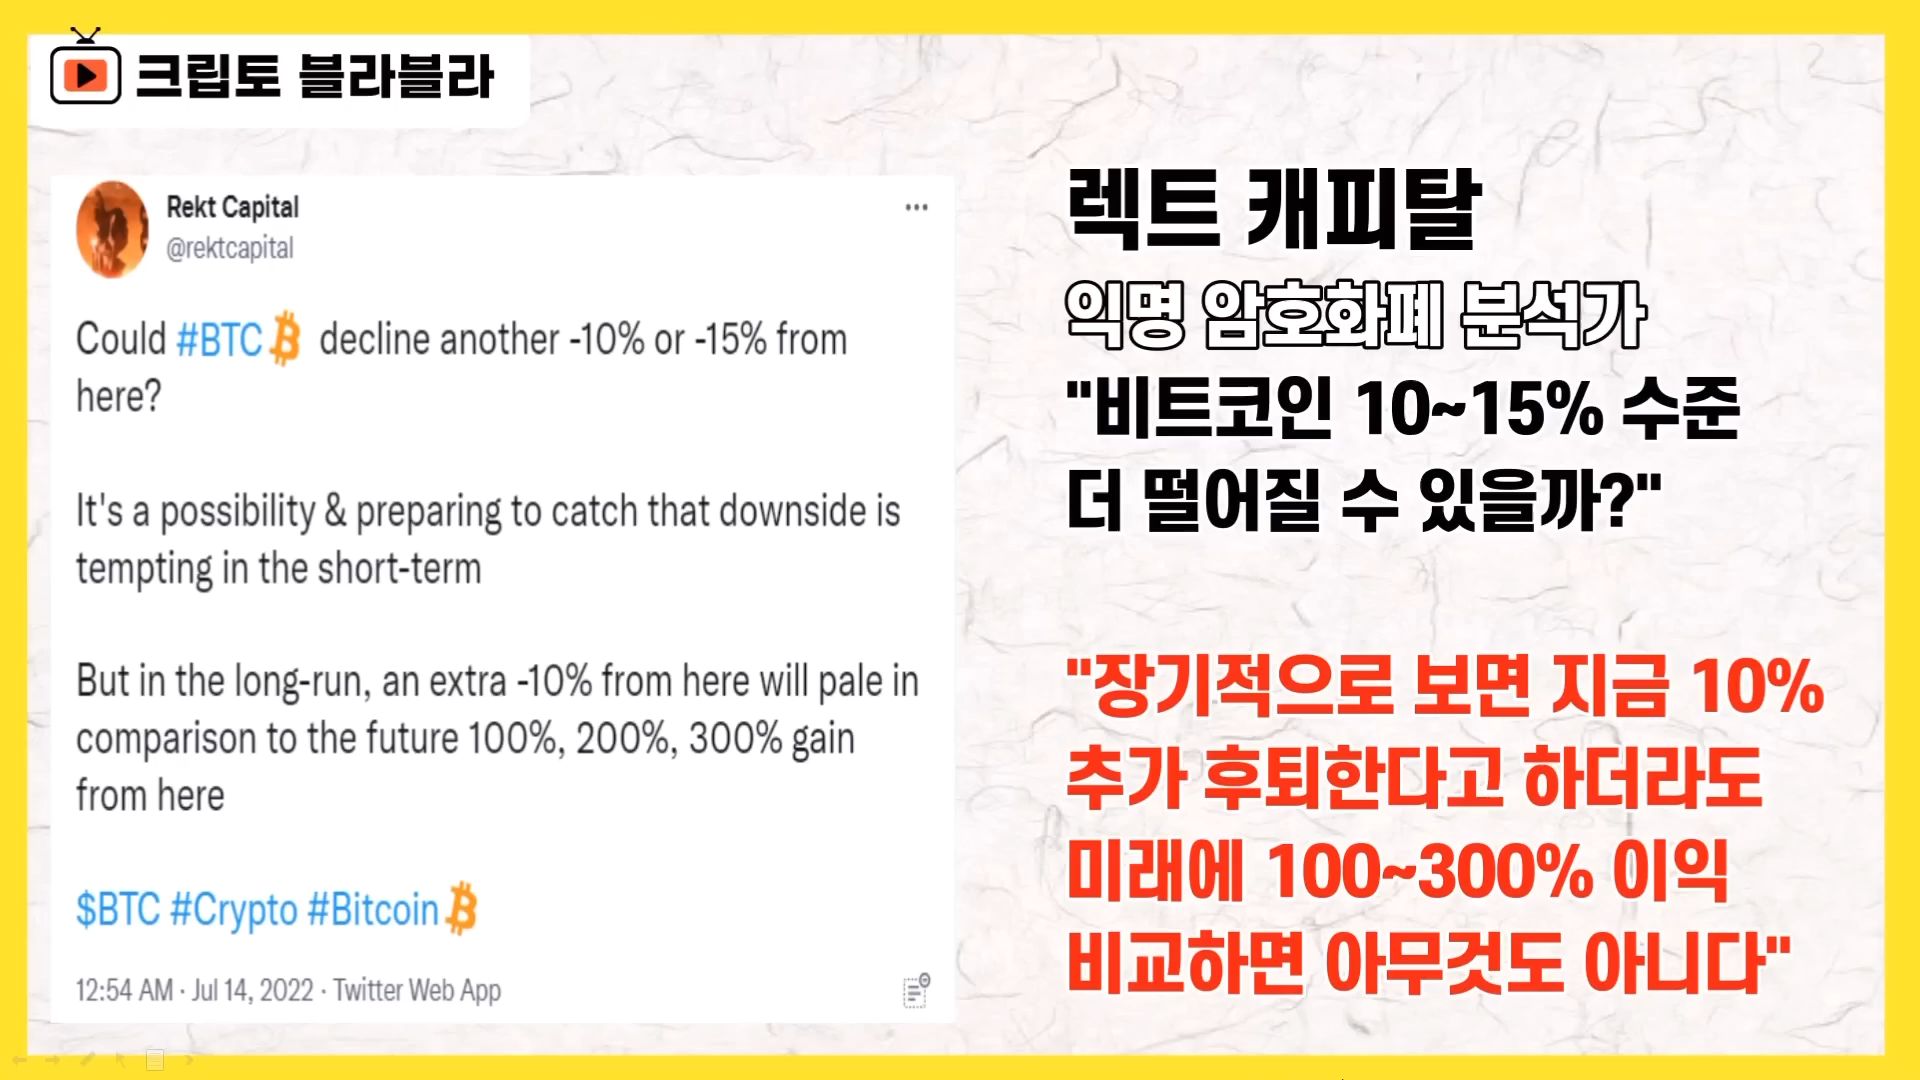 크립토 블라블라
Rekt Capital
@rektcapital
Could #BTC decline another -10% or -15% from
here?
It's a possibility & preparing to catch that downside is
tempting in the short-term
But in the long-run, an extra -10% from here will pale in
comparison to the future 100%, 200%, 300% gain
from here
$BTC #Crypto #Bitcoin
12:54 AM · Jul 14, 2022 · Twitter Web App
렉트 캐피탈
익명 암호화폐 분석가
"비트코인 10~15% 수준
더 떨어질 수 있을까?"
"장기적으로 보면 지금 10%
추가 후퇴한다고 하더라도
미래에 100~300% 이익
비교하면 아무것도 아니다"